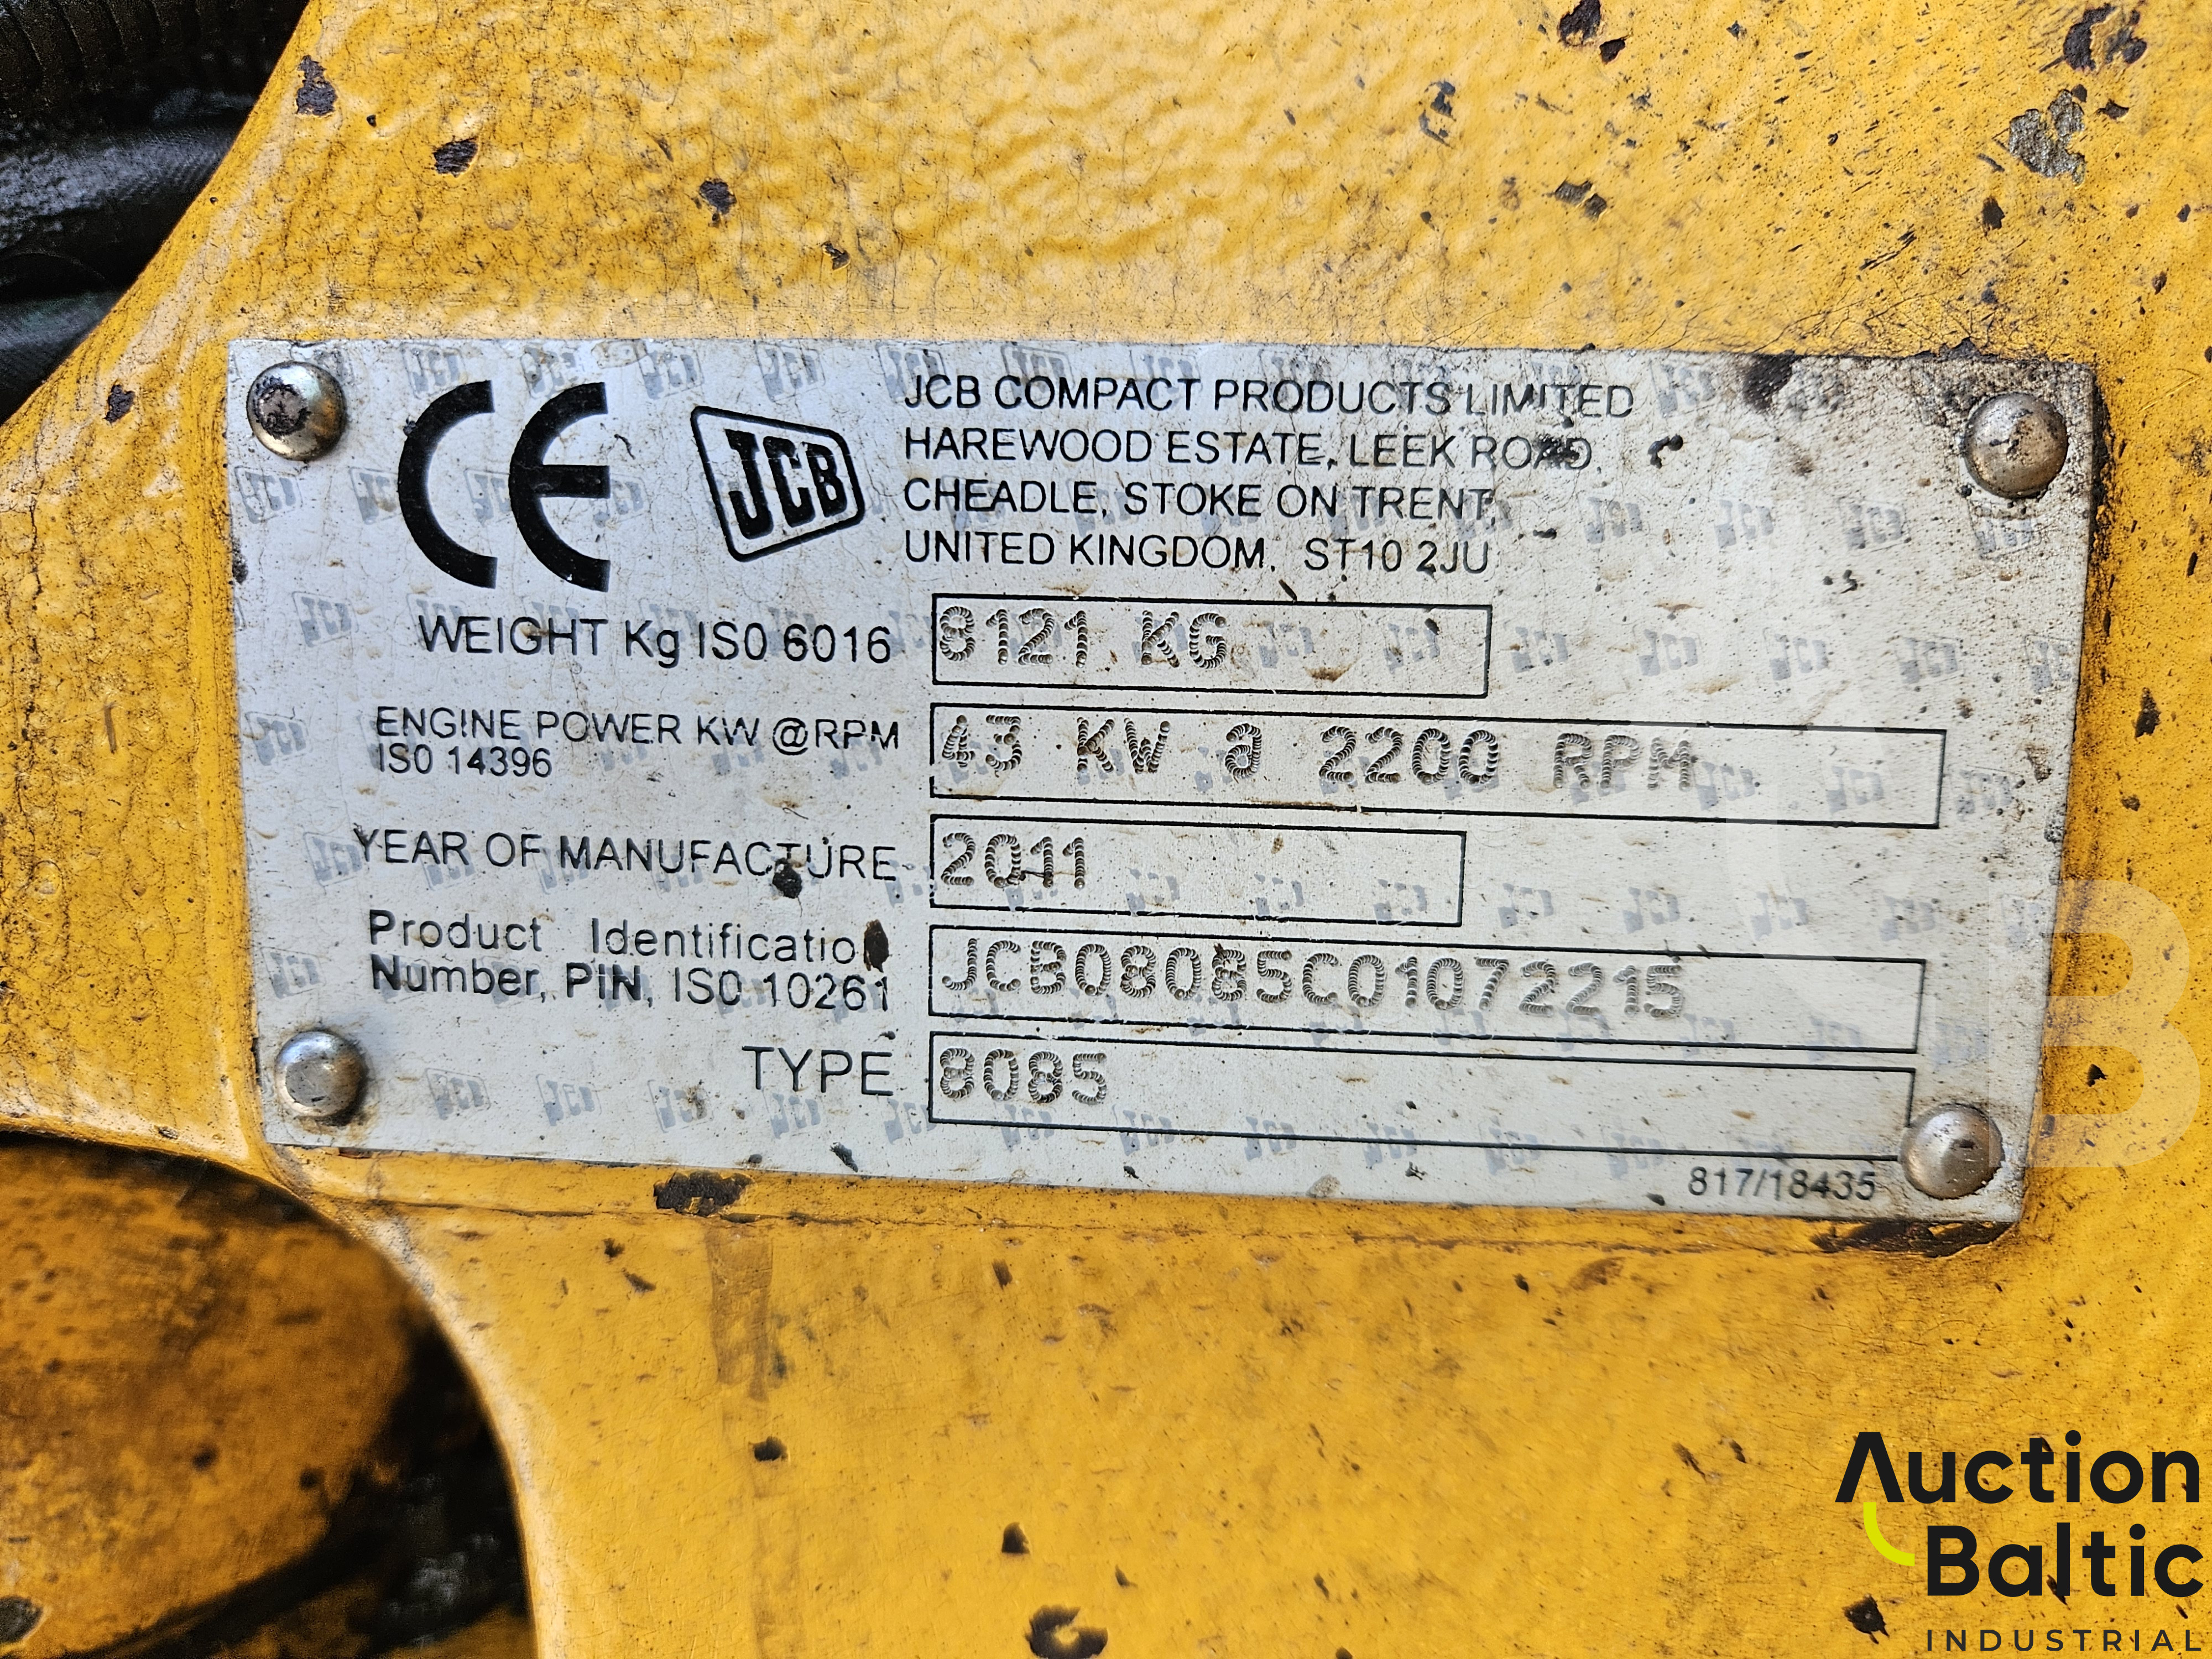 CE
JCB
JCB COMPACT PRODUCTS LIMITED
HAREWOOD ESTATE, LEEK ROAD,
CHEADLE, STOKE ON TRENT,
UNITED KINGDOM, ST10 2JU
WEIGHT Kg ISO 6016 8121 KG
ENGINE POWER KW @RPM
ISO 14396
43 KW @ 2200 RPM
YEAR OF MANUFACTURE 2011
Product Identification
Number, PIN, ISO 10261
JCB08085C01072215
TYPE 8085
817/18435
Auction
Baltic
INDUSTRIAL